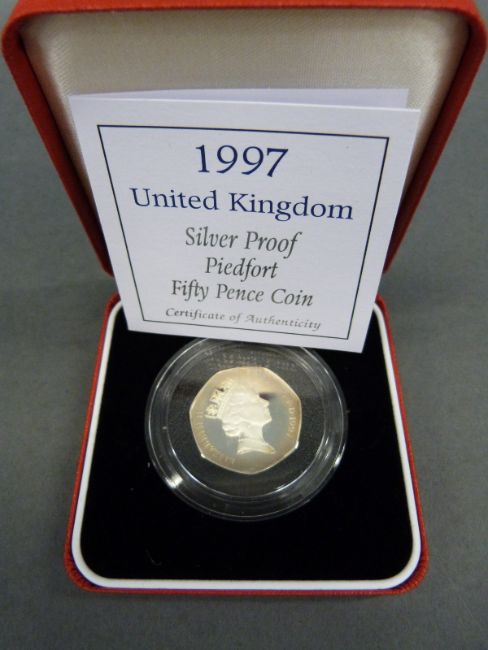 1997
United Kingdom
Silver Proof
Piedfort
Fifty Pence Coin
Certificate of Authenticity